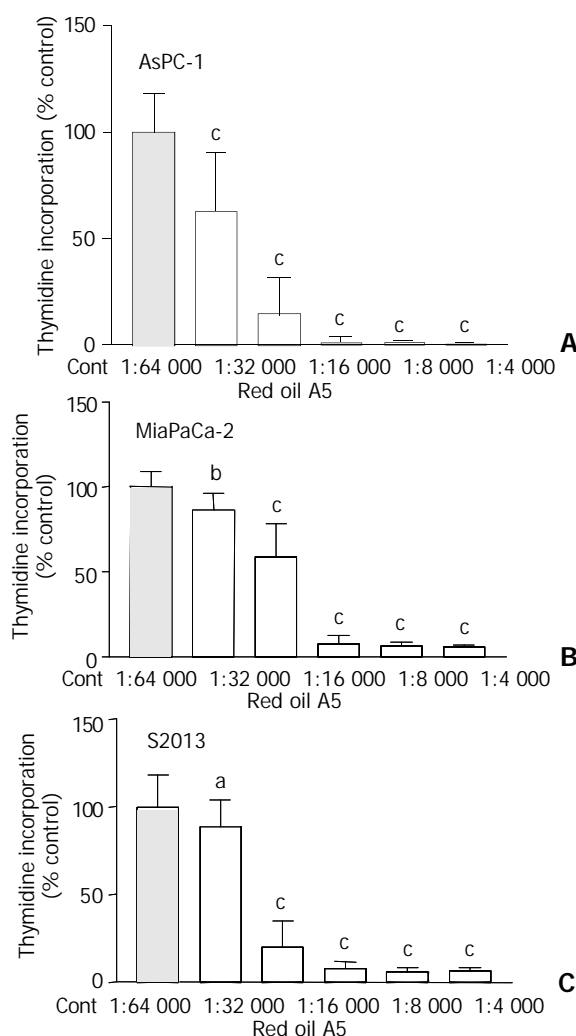 150
Thymidine incorporation (% control)
AsPC-1
100
c
50
c
c
c
c
0
A
Cont 1:64 000 1:32 000 1:16 000 1:8 000 1:4 000
Red oil A5
150
Thymidine incorporation
(% control)
MiaPaCa-2
100
b
c
50
c
c
c
0
B
Cont 1:64 000 1:32 000 1:16 000 1:8 000 1:4 000
Red oil A5
150
Thymidine incorporation
(% control)
S2013
a
100
50
c
c
c
c
0
C
Cont 1:64 000 1:32 000 1:16 000 1:8 000 1:4 000
Red oil A5